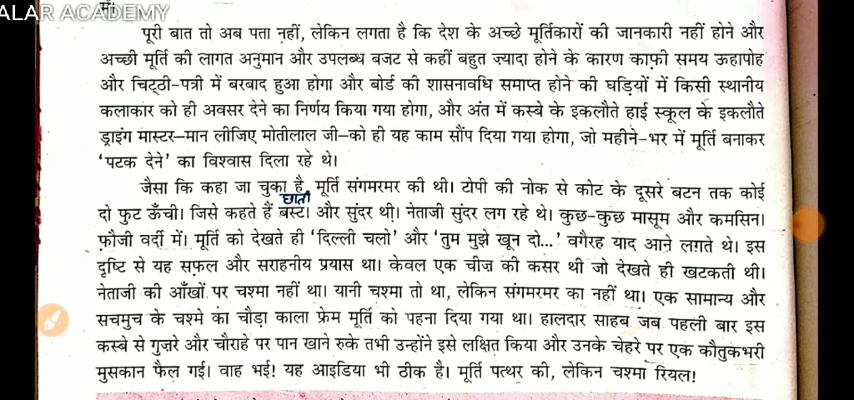 ALAR ACADEMY
में।
पूरी बात तो अब पता नहीं, लेकिन लगता है कि देश के अच्छे मूर्तिकारों की जानकारी नहीं होने और
अच्छी मूर्ति की लागत अनुमान और उपलब्ध बजट से कहीं बहुत ज्यादा होने के कारण काफ़ी समय ऊहापोह
और चिट्ठी-पत्री में बरबाद हुआ होगा और बोर्ड की शासनावधि समाप्त होने की घड़ियों में किसी स्थानीय
कलाकार को ही अवसर देने का निर्णय किया गया होगा, और अंत में कस्बे के इकलौते हाई स्कूल के इकलौते
ड्राइंग मास्टर—मान लीजिए मोतीलाल जी—को ही यह काम सौंप दिया गया होगा, जो महीने-भर में मूर्ति बनाकर
'पटक देने' का विश्वास दिला रहे थे।
जैसा कि कहा जा चुका है, मूर्ति संगमरमर की थी। टोपी की नोक से कोट के दूसरे बटन तक कोई
छाती
दो फुट ऊँची। जिसे कहते हैं बस्ट। और सुंदर थी। नेताजी सुंदर लग रहे थे। कुछ-कुछ मासूम और कमसिन।
फ़ौजी वर्दी में। मूर्ति को देखते ही 'दिल्ली चलो' और 'तुम मुझे खून दो...' वगैरह याद आने लगते थे। इस
दृष्टि से यह सफल और सराहनीय प्रयास था। केवल एक चीज़ की कसर थी जो देखते ही खटकती थी।
नेताजी की आँखों पर चश्मा नहीं था। यानी चश्मा तो था, लेकिन संगमरमर का नहीं था। एक सामान्य और
सचमुच के चश्मे का चौड़ा काला फ्रेम मूर्ति को पहना दिया गया था। हालदार साहब जब पहली बार इस
कस्बे से गुज़रे और चौराहे पर पान खाने रुके तभी उन्होंने इसे लक्षित किया और उनके चेहरे पर एक कौतुकभरी
मुसकान फैल गई। वाह भई! यह आइडिया भी ठीक है। मूर्ति पत्थर की, लेकिन चश्मा रियल!